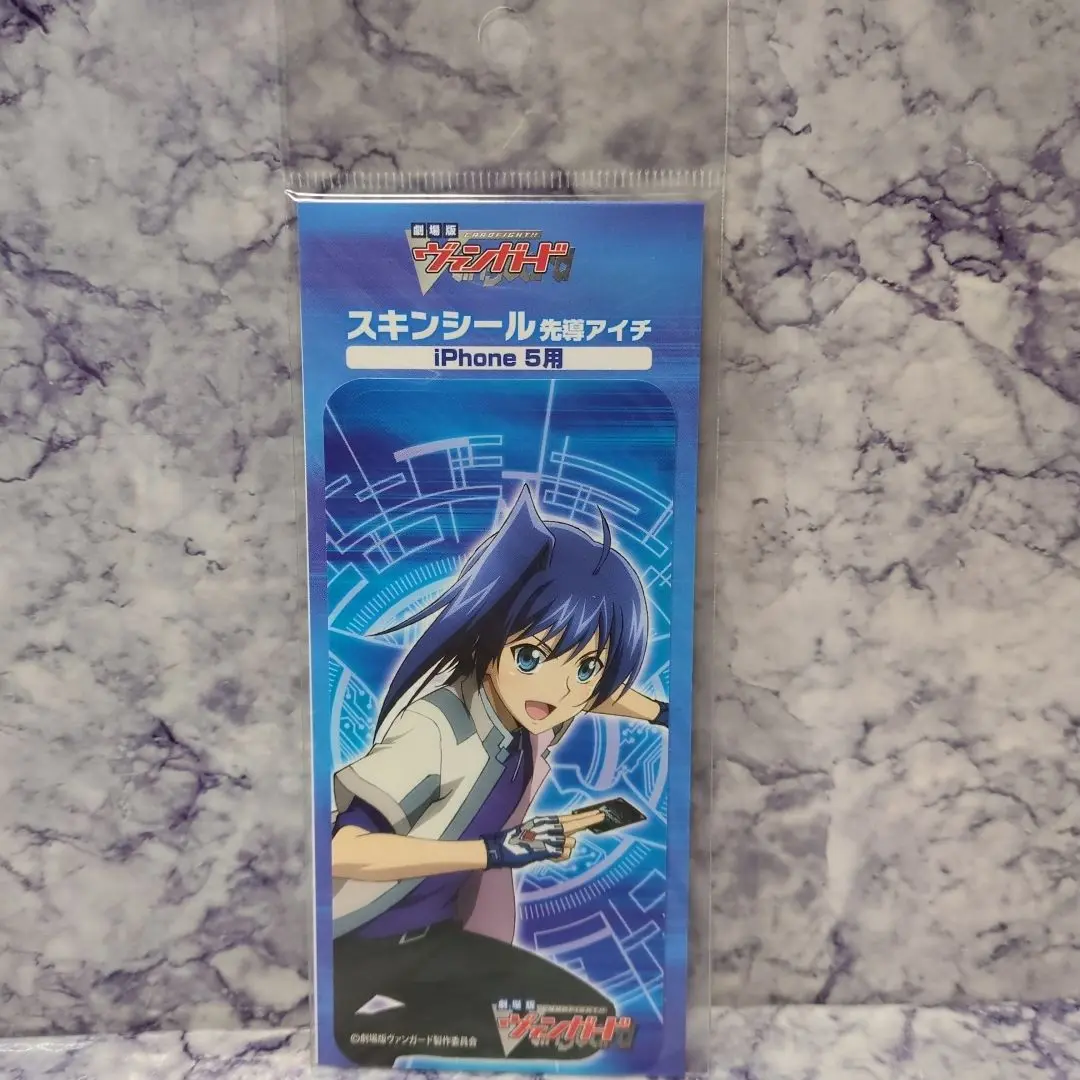 劇場版
CARDFIGHT!!
ヴァンガード
スキンシール 先導アイチ
iPhone 5用
劇場版
CARDFIGHT!!
ヴァンガード
©劇場版ヴァンガード製作委員会